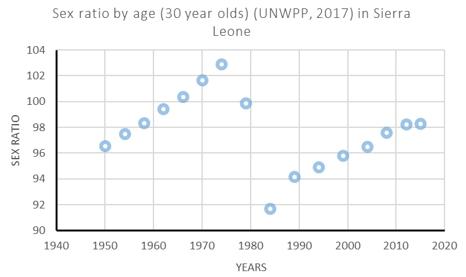 Sex ratio by age (30 year olds) (UNWPP, 2017) in Sierra
Leone
SEX RATIO
104
102
100
98
96
94
92
90
1940 1950 1960 1970 1980 1990 2000 2010 2020
YEARS